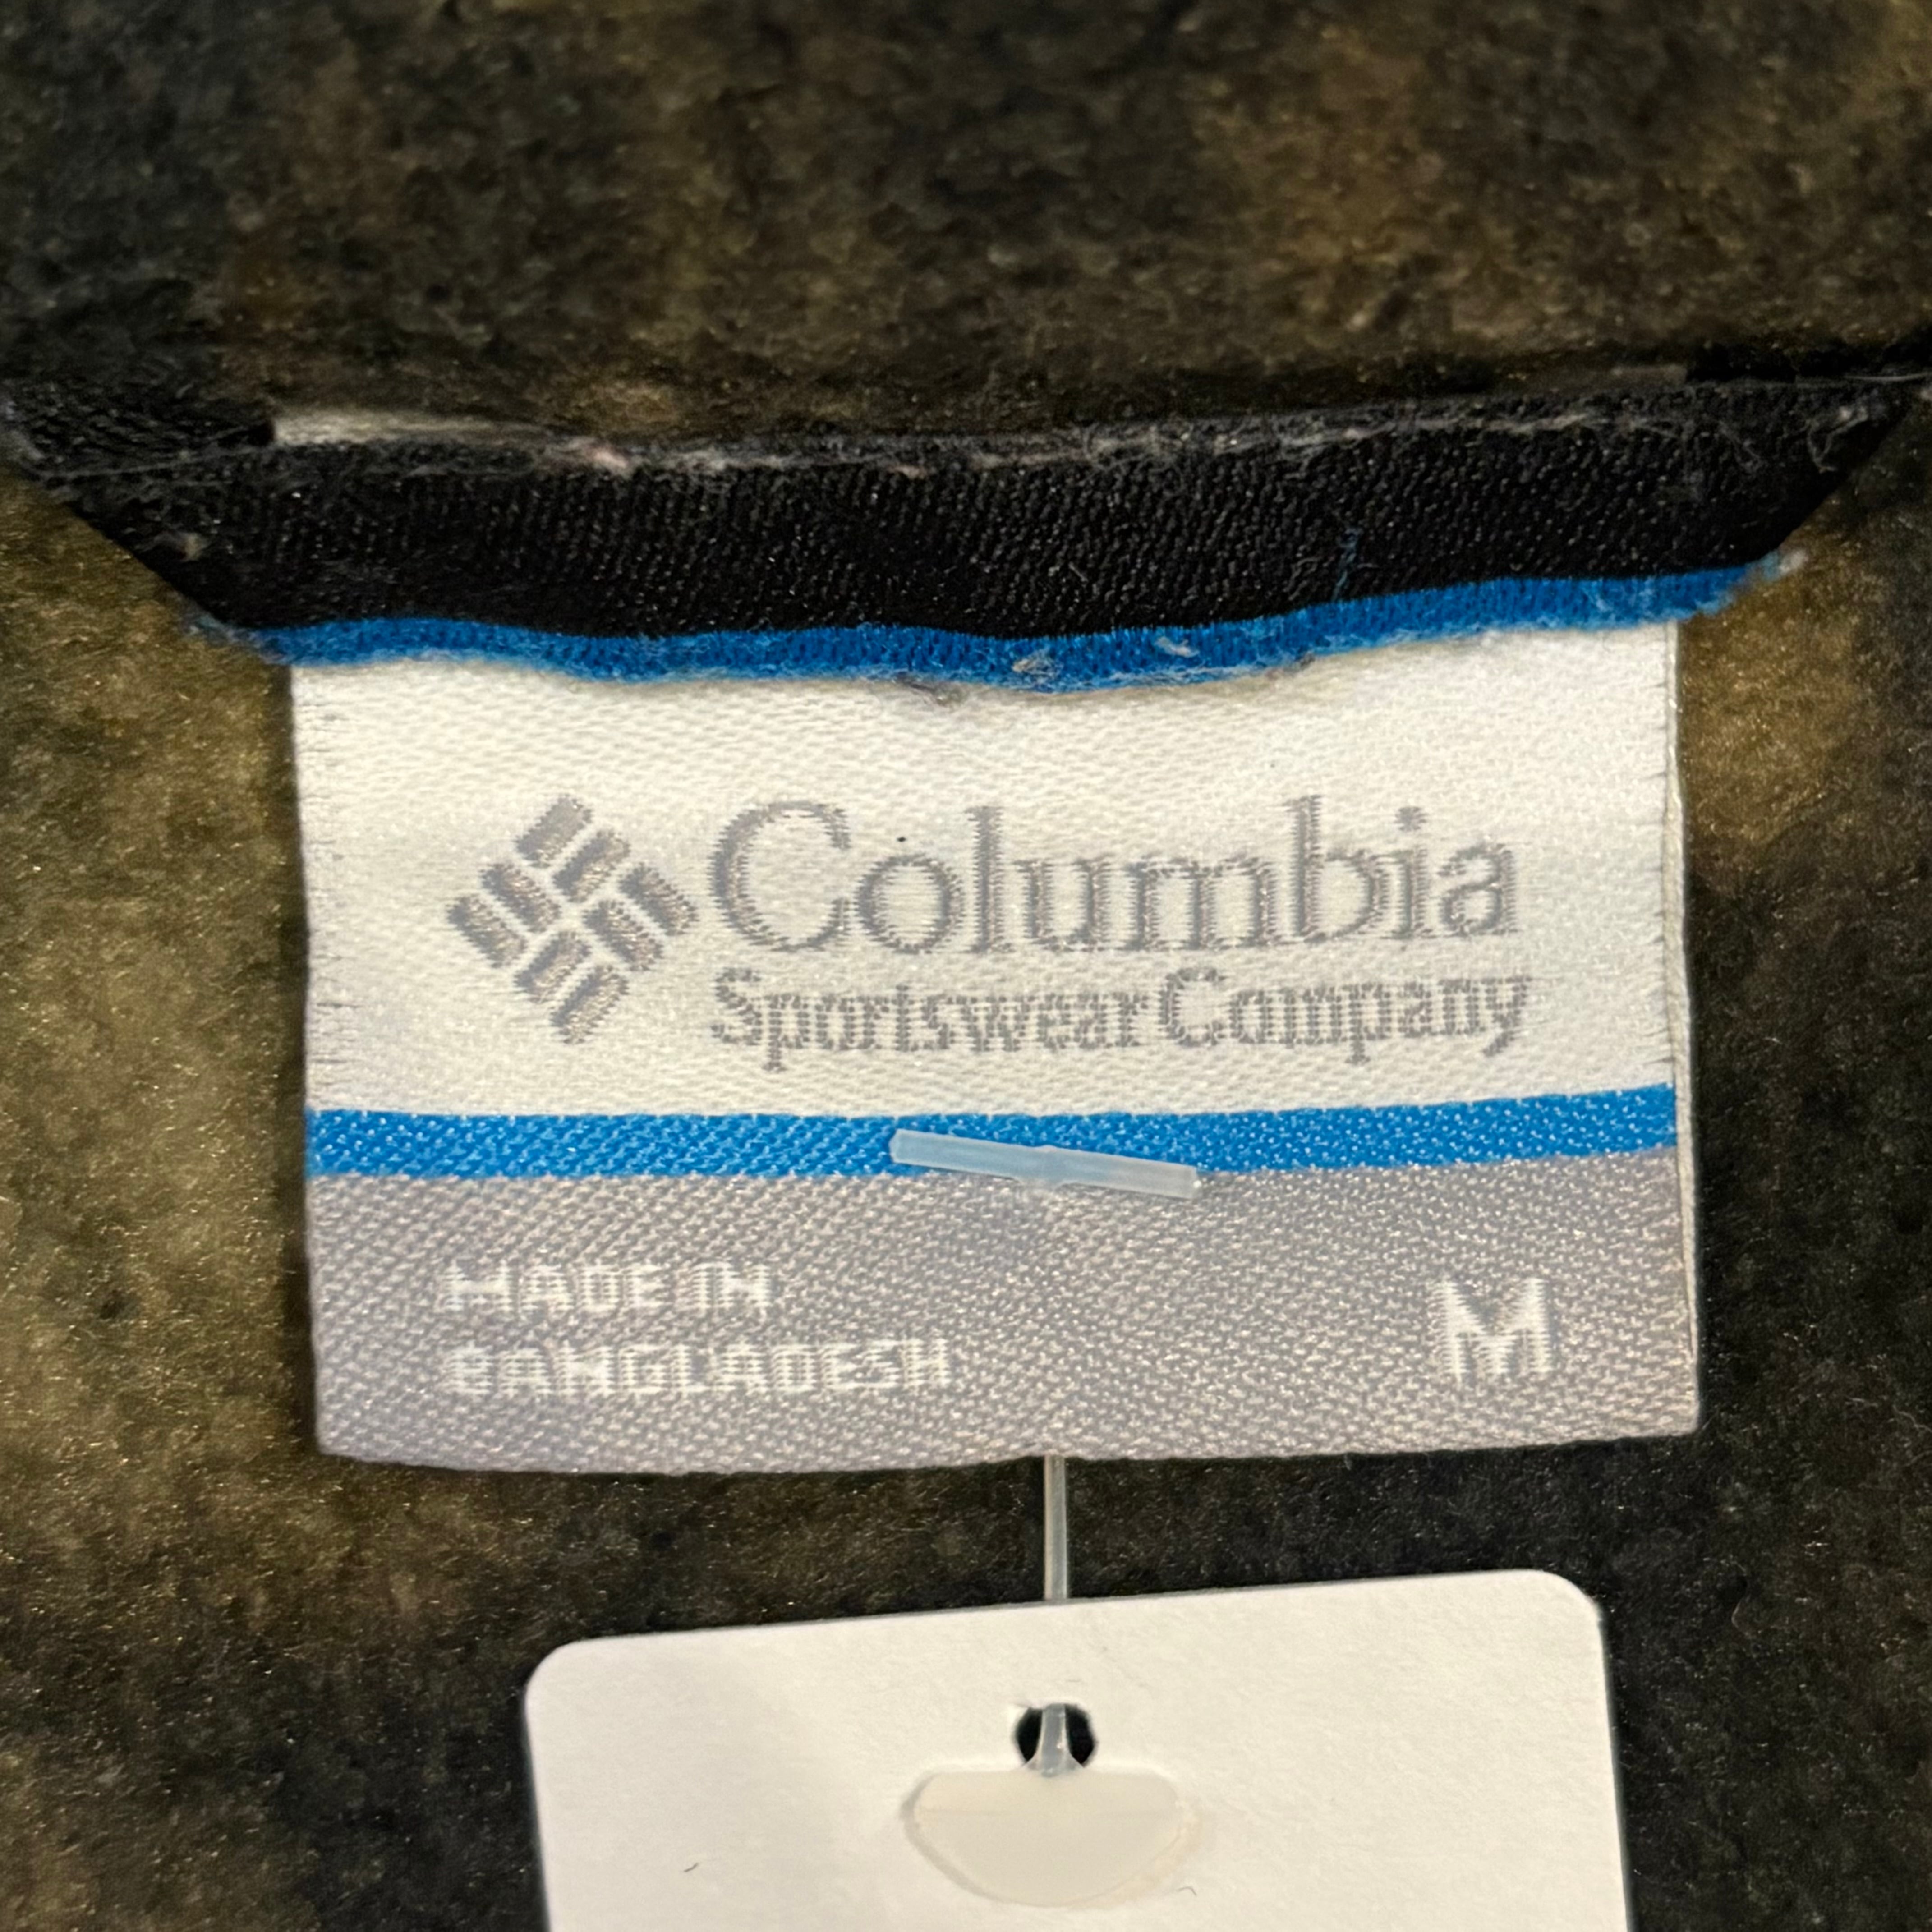 Columbia
Sportswear Company
MADE IN
BANGLADESH
M